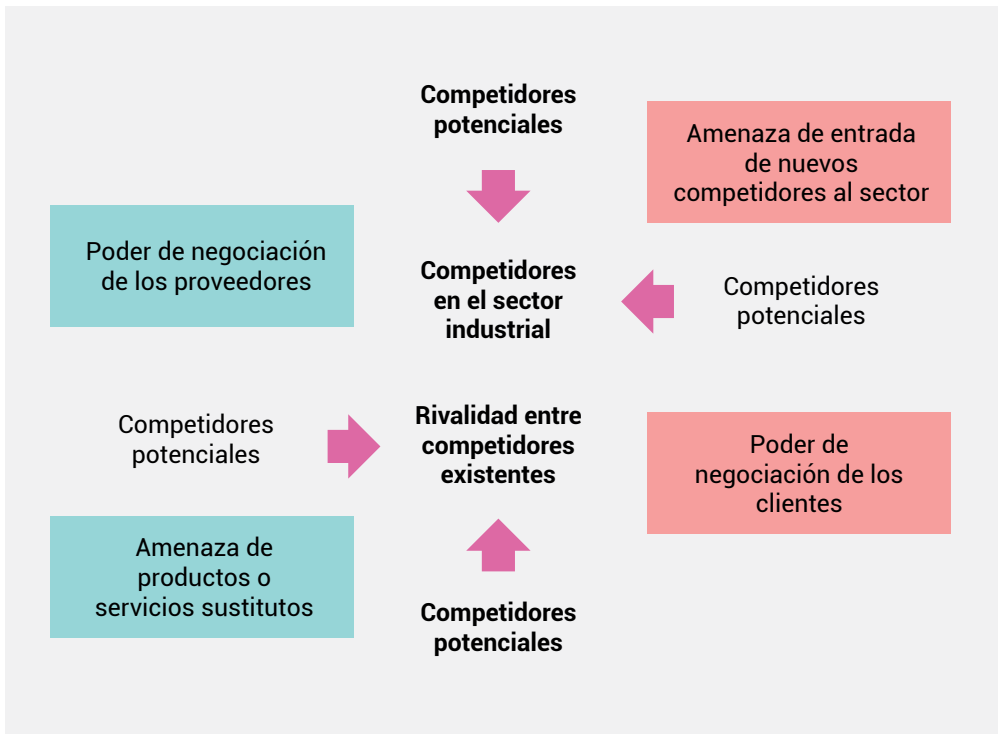 Competidores
potenciales
Amenaza de entrada
de nuevos
competidores al sector
Poder de negociación
de los proveedores
Competidores
en el sector
industrial
Competidores
potenciales
Competidores
potenciales
Rivalidad entre
competidores
existentes
Poder de
negociación de los
clientes
Amenaza de
productos o
servicios sustitutos
Competidores
potenciales